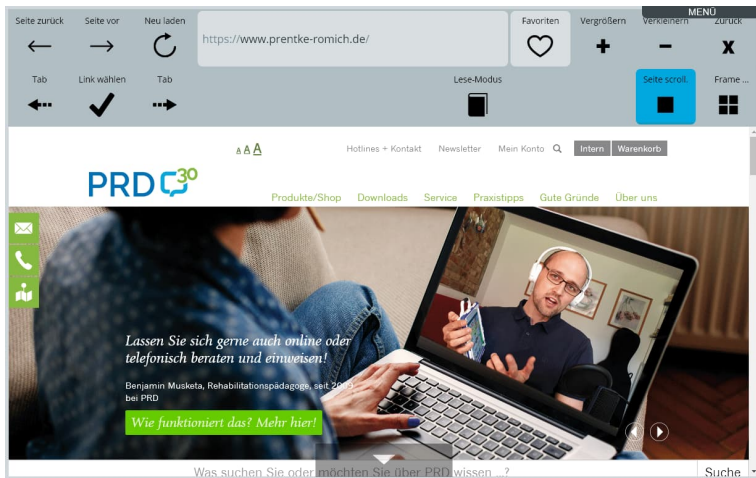 MENÜ
Seite zurück Seite vor Neu laden Favoriten Vergrößern Verkleinern Zurück
https://www.prentke-romich.de/
X
Tab Link wählen Tab Lese-Modus Seite scroll. Frame ...
A A A Hotlines + Kontakt Newsletter Mein Konto Intern Warenkorb
PRD 30
Produkte/Shop Downloads Service Praxistipps Gute Gründe Über uns
Lassen Sie sich gerne auch online oder
telefonisch beraten und einweisen!
Benjamin Musketa, Rehabilitationspädagoge, seit 2009
bei PRD
Wie funktioniert das? Mehr hier!
Was suchen Sie oder möchten Sie über PRD wissen ...? Suche